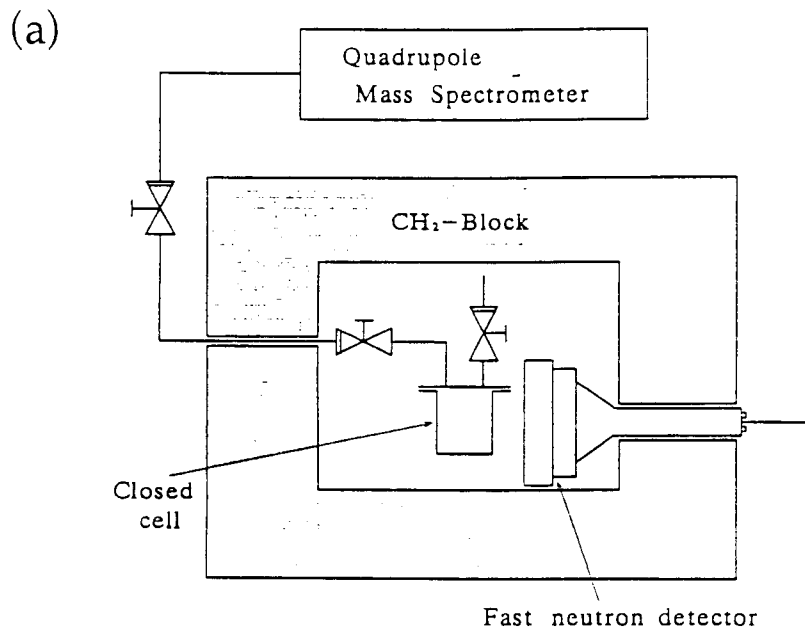 (a)
Quadrupole
Mass Spectrometer
CH₂-Block
Closed
cell
Fast neutron detector